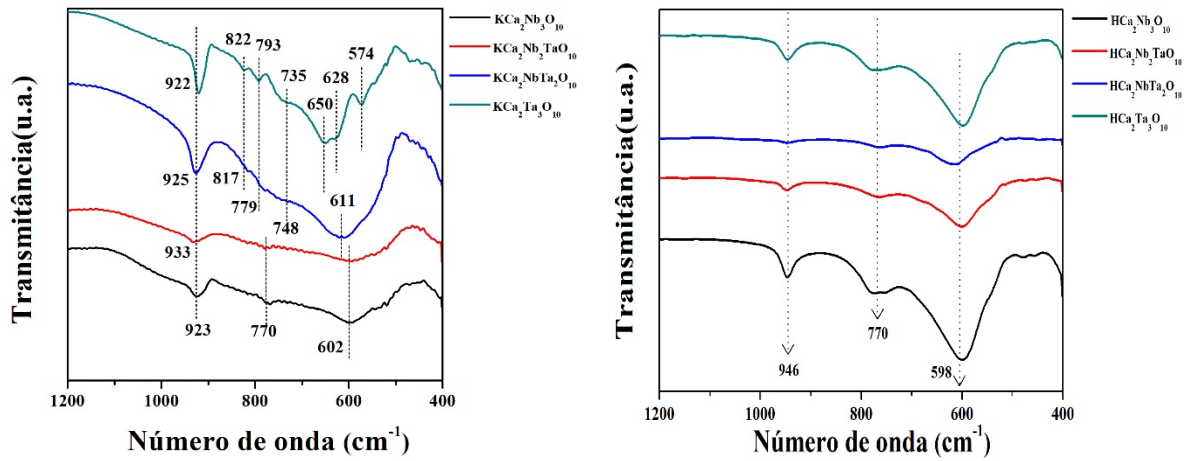 Transmitância(u.a.)
KCa₂Nb₃O₁₀
KCa₂Nb₂TaO₁₀
KCa₂NbTa₂O₁₀
KCa₂Ta₃O₁₀
822 793 574
922 735 628
650
925 817 611
779 748
933
923 770 602
1200 1000 800 600 400
Número de onda (cm⁻¹)
Transmitância(u.a.)
HCa₂Nb₃O₁₀
HCa₂Nb₂TaO₁₀
HCa₂NbTa₂O₁₀
HCa₂Ta₃O₁₀
946 770 598
1200 1000 800 600 400
Número de onda (cm⁻¹)